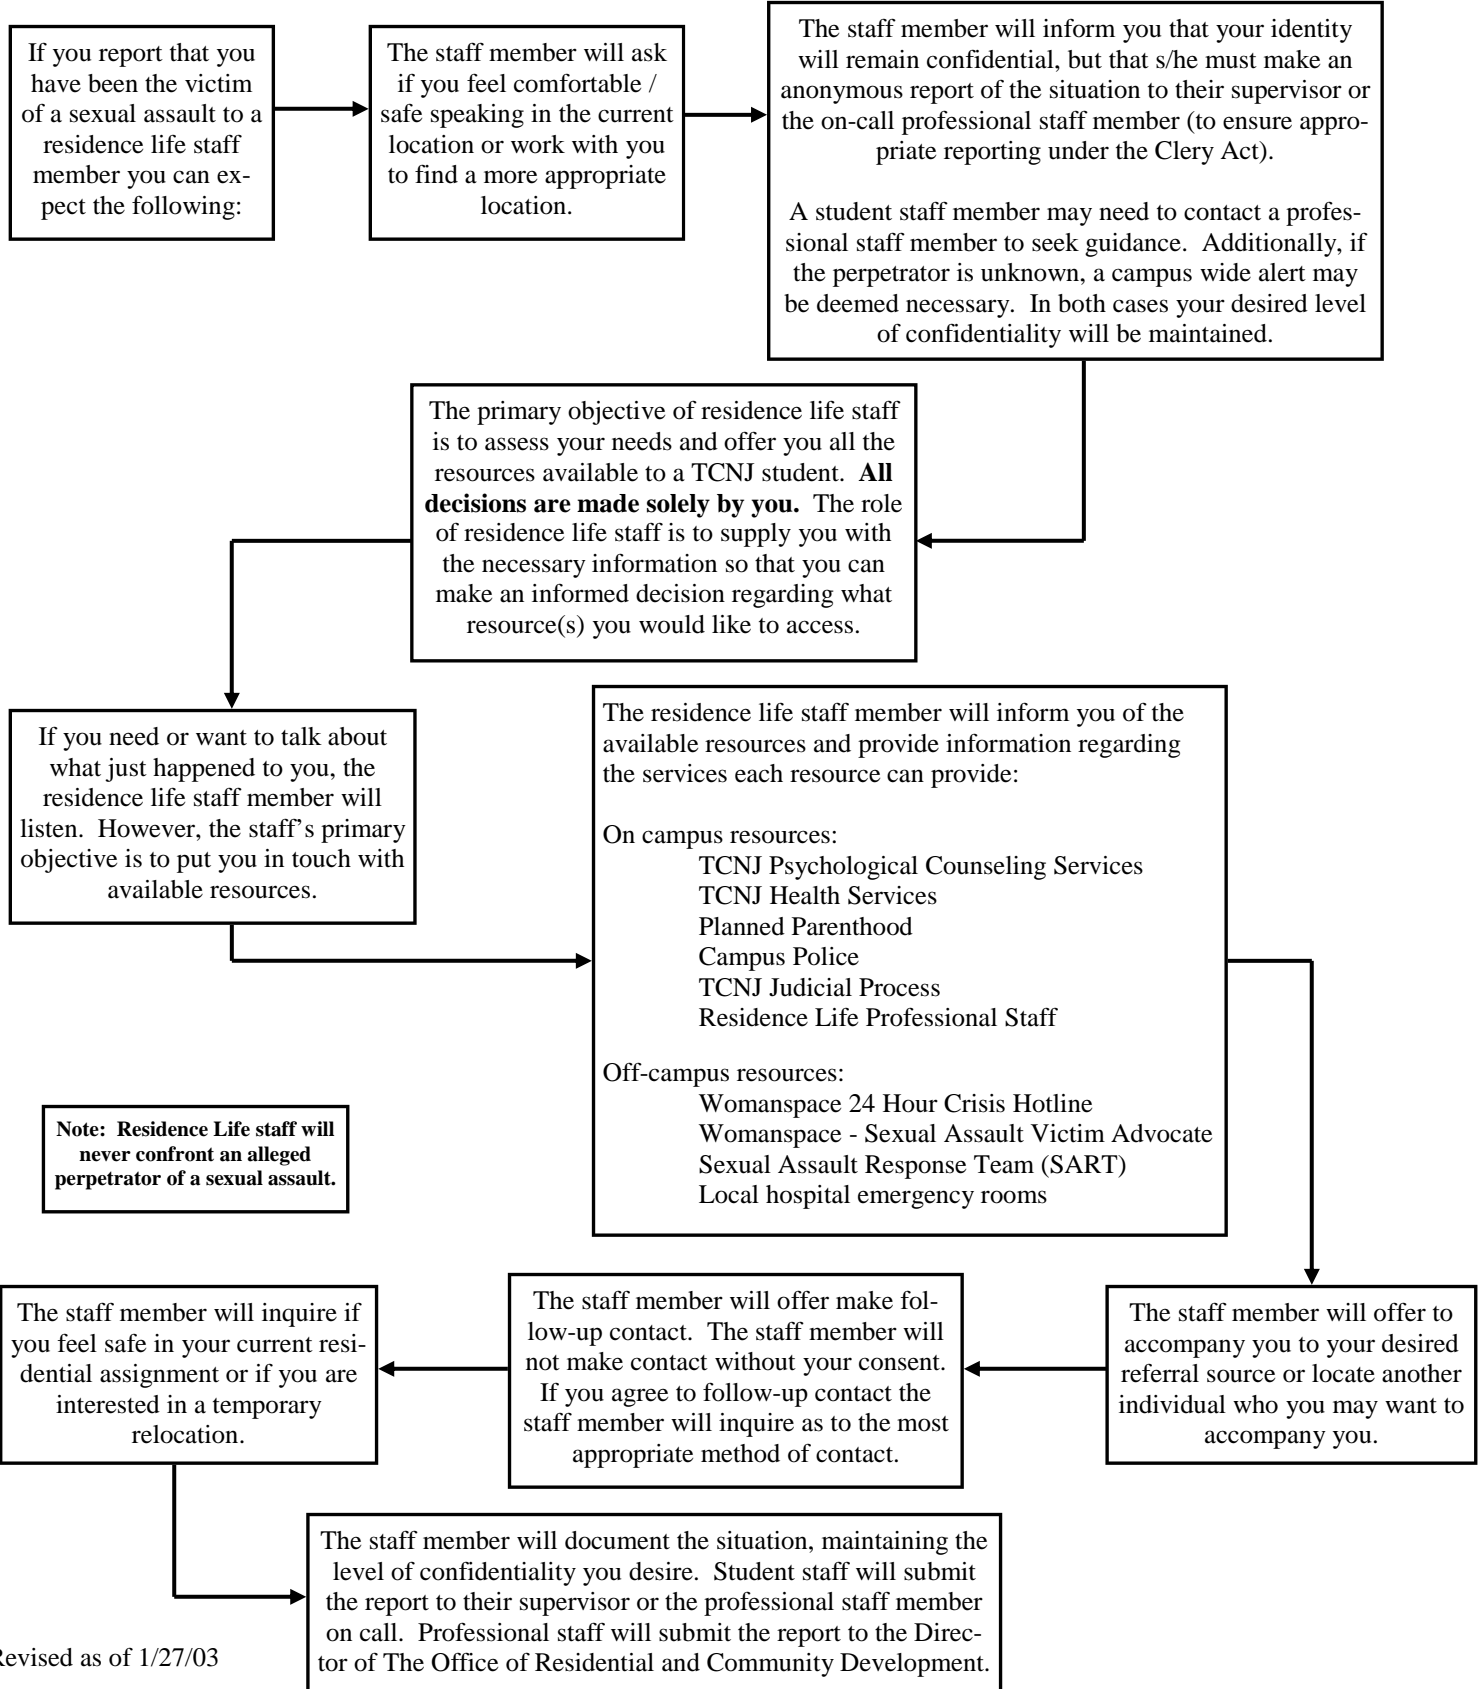 If you report that you
have been the victim
of a sexual assault to a
residence life staff
member you can ex-
pect the following:
The staff member will ask
if you feel comfortable /
safe speaking in the current
location or work with you
to find a more appropriate
location.
The staff member will inform you that your identity
will remain confidential, but that s/he must make an
anonymous report of the situation to their supervisor or
the on-call professional staff member (to ensure appro-
priate reporting under the Clery Act).
A student staff member may need to contact a profes-
sional staff member to seek guidance.  Additionally, if
the perpetrator is unknown, a campus wide alert may
be deemed necessary.  In both cases your desired level
of confidentiality will be maintained.
The primary objective of residence life staff
is to assess your needs and offer you all the
resources available to a TCNJ student.  All
decisions are made solely by you.  The role
of residence life staff is to supply you with
the necessary information so that you can
make an informed decision regarding what
resource(s) you would like to access.
If you need or want to talk about
what just happened to you, the
residence life staff member will
listen.  However, the staff’s primary
objective is to put you in touch with
available resources.
The residence life staff member will inform you of the
available resources and provide information regarding
the services each resource can provide:
On campus resources:
TCNJ Psychological Counseling Services
TCNJ Health Services
Planned Parenthood
Campus Police
TCNJ Judicial Process
Residence Life Professional Staff
Off-campus resources:
Womanspace 24 Hour Crisis Hotline
Womanspace - Sexual Assault Victim Advocate
Sexual Assault Response Team (SART)
Local hospital emergency rooms
Note:  Residence Life staff will
never confront an alleged
perpetrator of a sexual assault.
The staff member will offer to
accompany you to your desired
referral source or locate another
individual who you may want to
accompany you.
The staff member will offer make fol-
low-up contact.  The staff member will
not make contact without your consent.
If you agree to follow-up contact the
staff member will inquire as to the most
appropriate method of contact.
The staff member will inquire if
you feel safe in your current resi-
dential assignment or if you are
interested in a temporary
relocation.
The staff member will document the situation, maintaining the
level of confidentiality you desire.  Student staff will submit
the report to their supervisor or the professional staff member
on call.  Professional staff will submit the report to the Direc-
tor of The Office of Residential and Community Development.
Revised as of 1/27/03